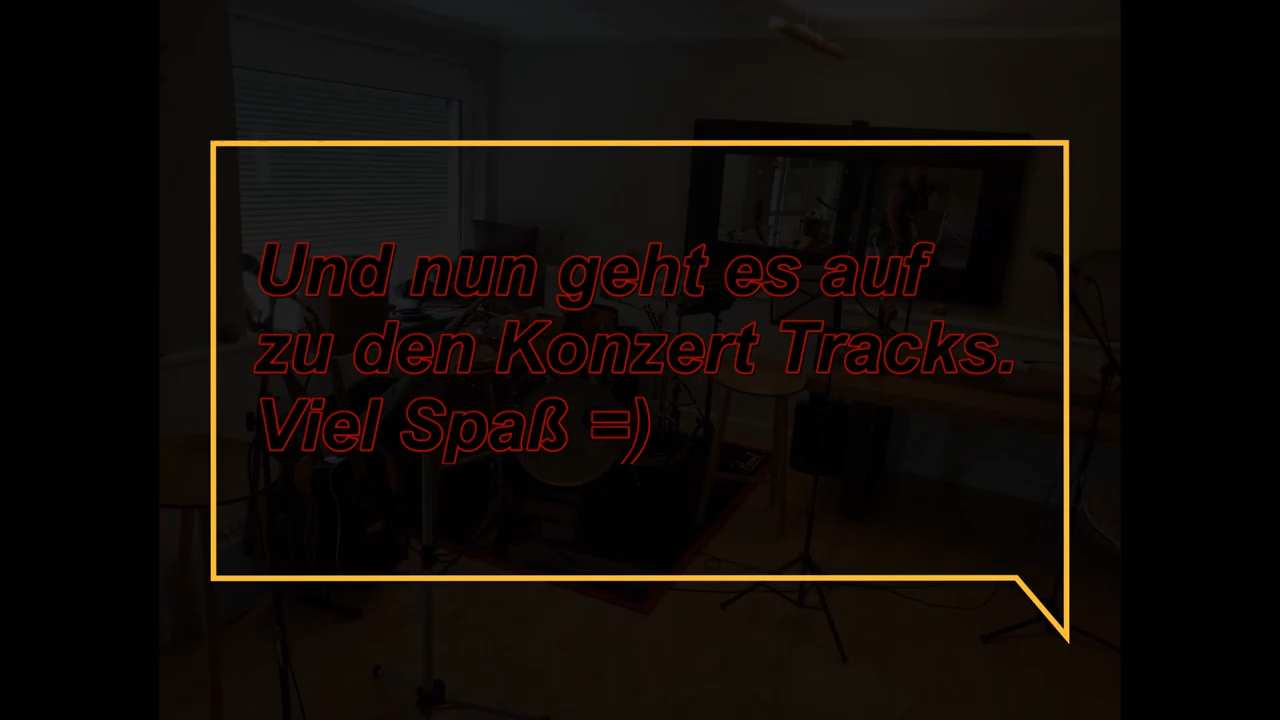 Und nun geht es auf
zu den Konzert Tracks.
Viel Spaß =)